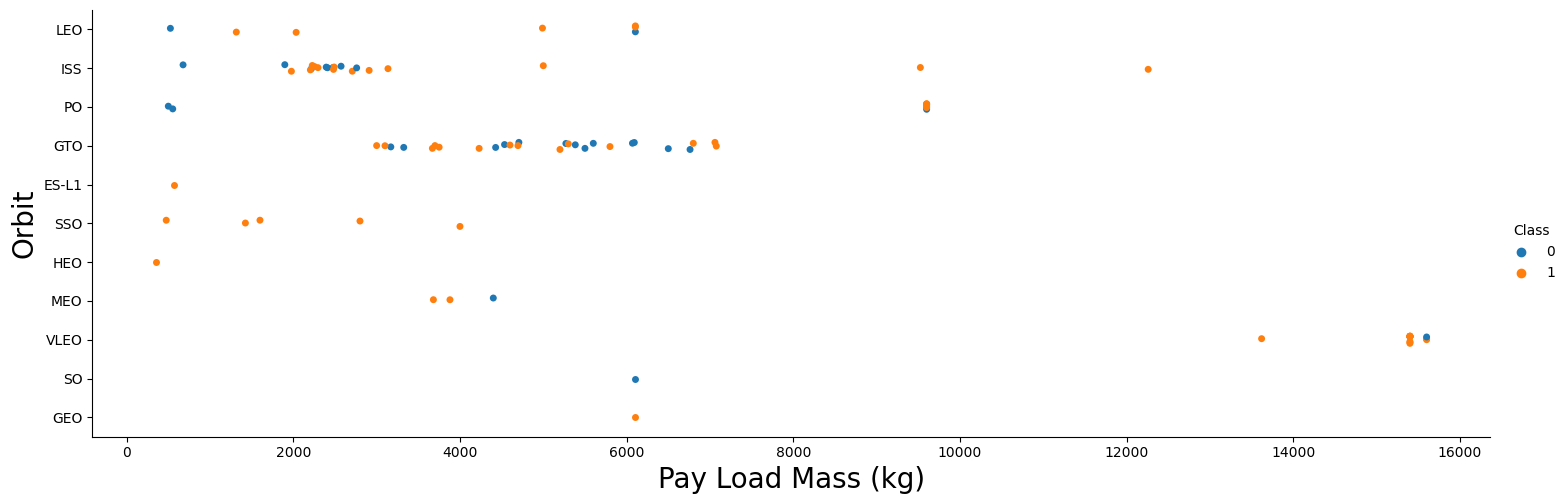 LEO
ISS
PO
GTO
ES-L1
SSO
HEO
MEO
VLEO
SO
GEO
Orbit
0 2000 4000 6000 8000 10000 12000 14000 16000
Pay Load Mass (kg)
Class
0
1